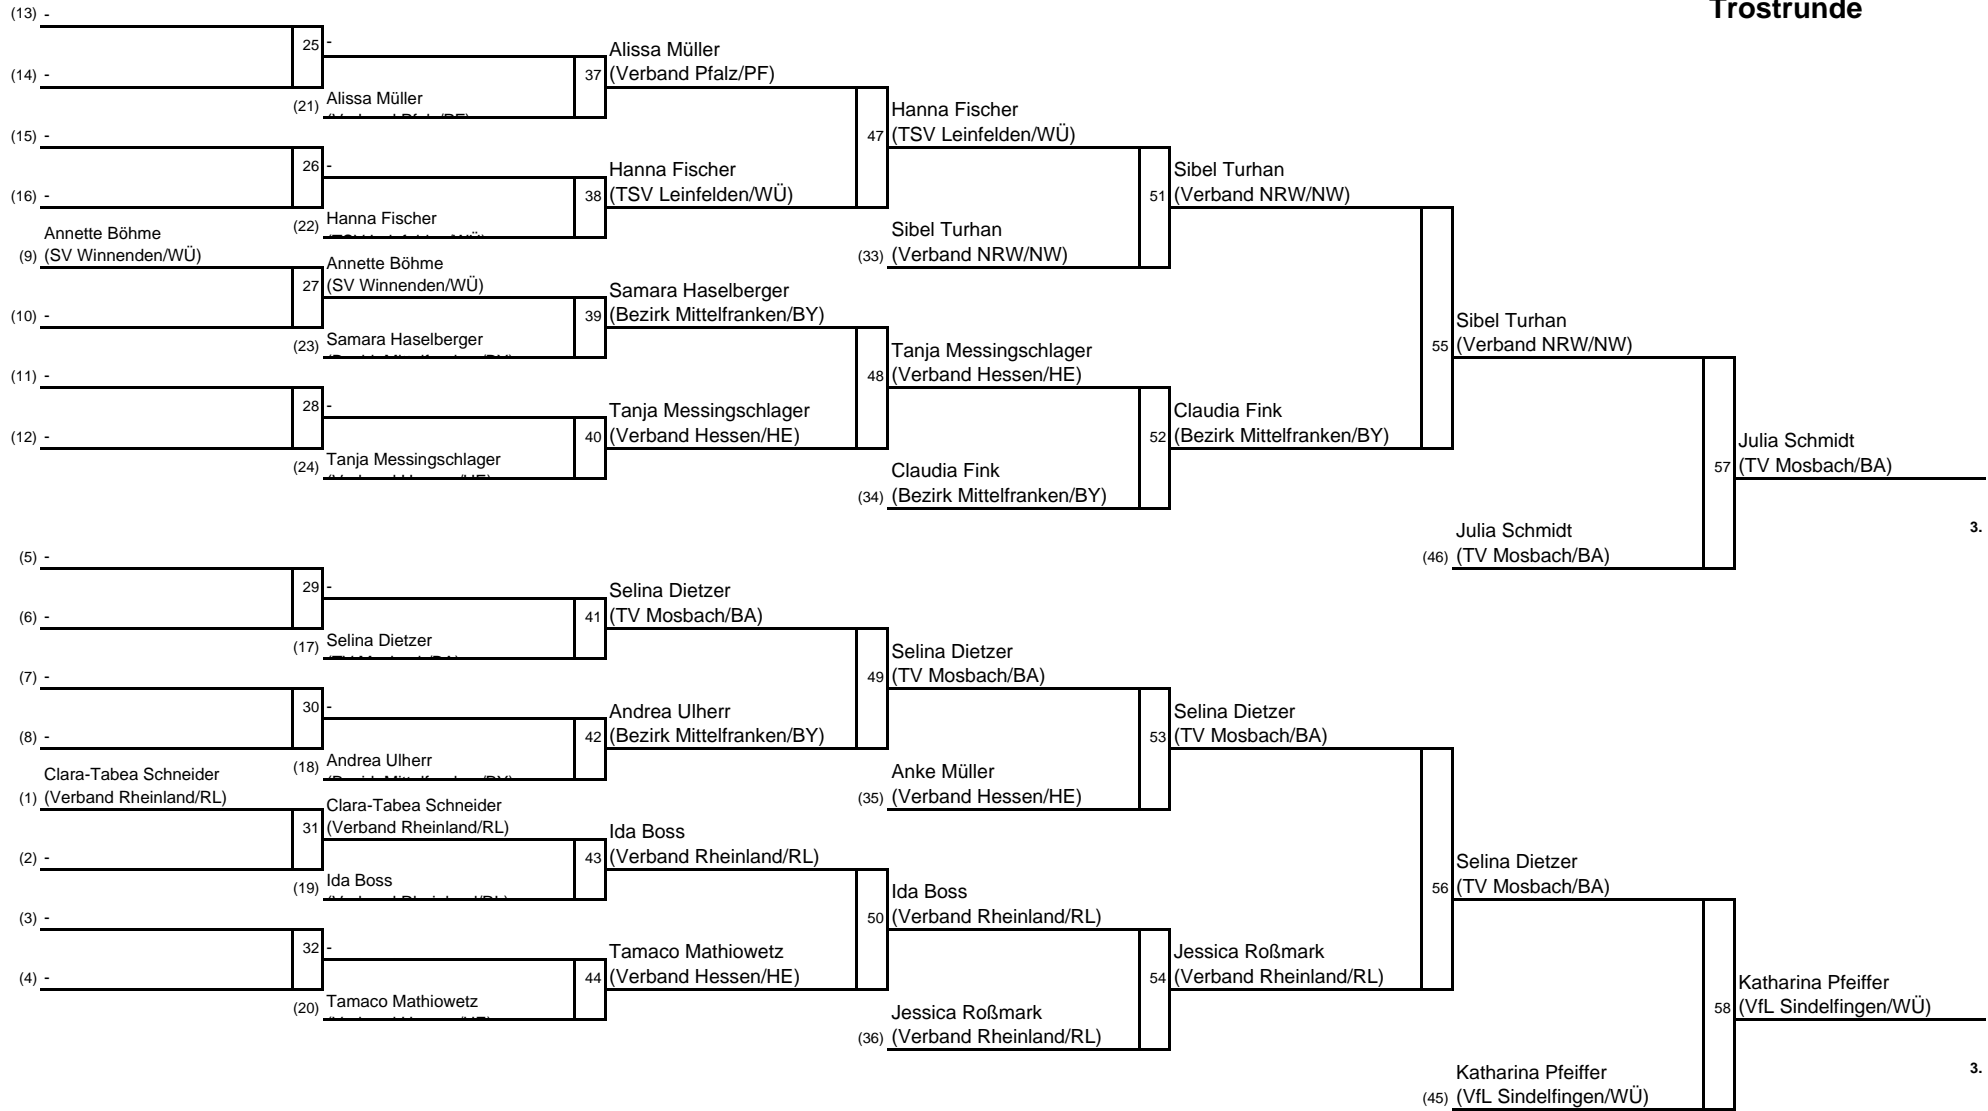 Trostrunde
(13) -
25 -
(14) -
(21) Alissa Müller
37 Alissa Müller
(Verband Pfalz/PF)
(15) -
26 -
(16) -
(22) Hanna Fischer
38 Hanna Fischer
(TSV Leinfelden/WÜ)
47 Hanna Fischer
(TSV Leinfelden/WÜ)
(33) Sibel Turhan
(Verband NRW/NW)
51 Sibel Turhan
(Verband NRW/NW)
(9) Annette Böhme
(SV Winnenden/WÜ)
27 Annette Böhme
(SV Winnenden/WÜ)
(10) -
(23) Samara Haselberger
39 Samara Haselberger
(Bezirk Mittelfranken/BY)
(11) -
28 -
(12) -
(24) Tanja Messingschlager
40 Tanja Messingschlager
(Verband Hessen/HE)
48 Tanja Messingschlager
(Verband Hessen/HE)
(34) Claudia Fink
(Bezirk Mittelfranken/BY)
52 Claudia Fink
(Bezirk Mittelfranken/BY)
55 Sibel Turhan
(Verband NRW/NW)
(46) Julia Schmidt
(TV Mosbach/BA)
57 Julia Schmidt
(TV Mosbach/BA)
3.
(5) -
29 -
(6) -
(17) Selina Dietzer
41 Selina Dietzer
(TV Mosbach/BA)
(7) -
30 -
(8) -
(18) Andrea Ulherr
42 Andrea Ulherr
(Bezirk Mittelfranken/BY)
49 Selina Dietzer
(TV Mosbach/BA)
(35) Anke Müller
(Verband Hessen/HE)
53 Selina Dietzer
(TV Mosbach/BA)
(1) Clara-Tabea Schneider
(Verband Rheinland/RL)
31 Clara-Tabea Schneider
(Verband Rheinland/RL)
(2) -
(19) Ida Boss
43 Ida Boss
(Verband Rheinland/RL)
(3) -
32 -
(4) -
(20) Tamaco Mathiowetz
44 Tamaco Mathiowetz
(Verband Hessen/HE)
50 Ida Boss
(Verband Rheinland/RL)
(36) Jessica Roßmark
(Verband Rheinland/RL)
54 Jessica Roßmark
(Verband Rheinland/RL)
56 Selina Dietzer
(TV Mosbach/BA)
(45) Katharina Pfeiffer
(VfL Sindelfingen/WÜ)
58 Katharina Pfeiffer
(VfL Sindelfingen/WÜ)
3.